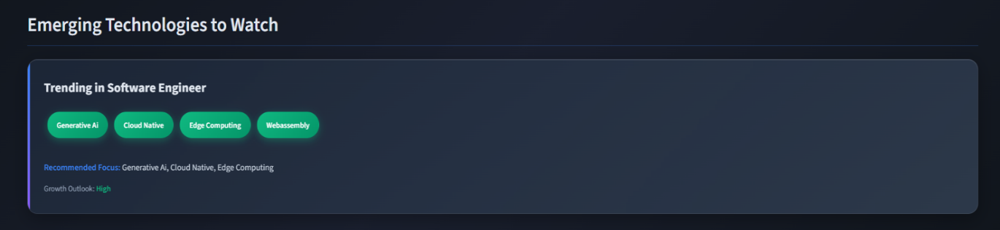 Emerging Technologies to Watch
Trending in Software Engineer
Generative Ai Cloud Native Edge Computing Webassembly
Recommended Focus: Generative Ai, Cloud Native, Edge Computing
Growth Outlook: High